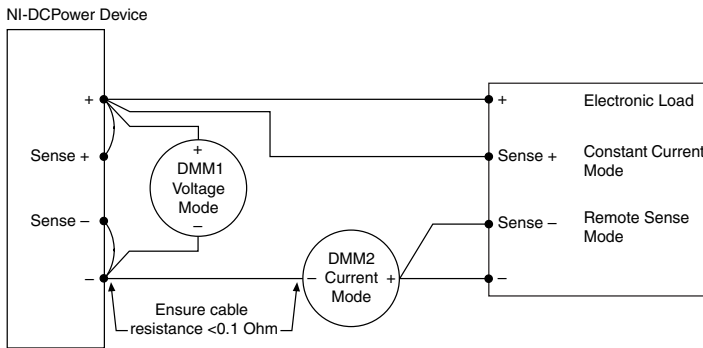 NI-DCPower Device
+
Sense +
Sense –
–
+
DMM1
Voltage
Mode
–
– DMM2
Current
Mode +
Ensure cable
resistance <0.1 Ohm
+ Electronic Load
Sense + Constant Current
Mode
Sense – Remote Sense
Mode
–